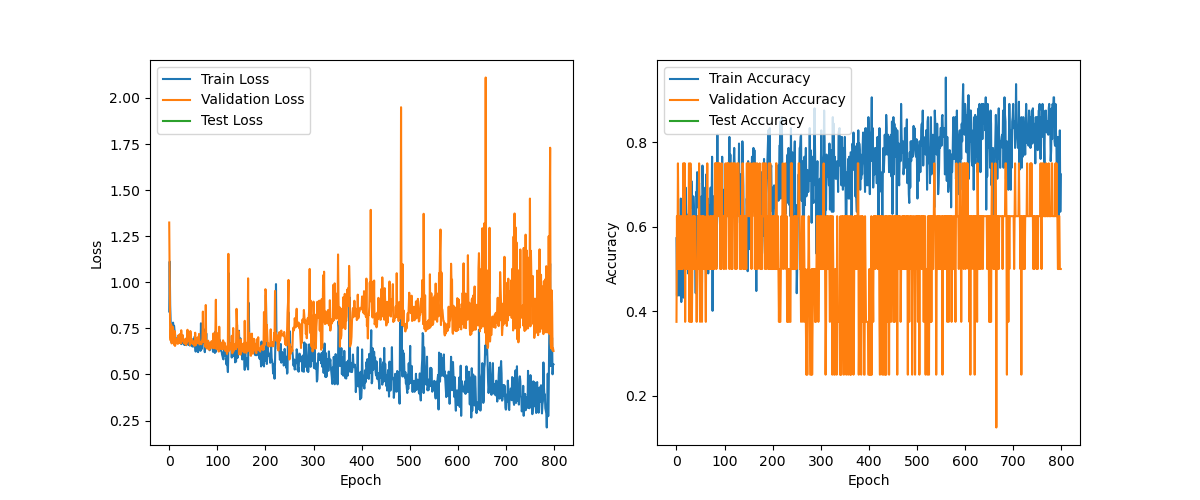 Train Loss
Validation Loss
Test Loss
2.00
1.75
1.50
1.25
1.00
0.75
0.50
0.25
Loss
0 100 200 300 400 500 600 700 800
Epoch
Train Accuracy
Validation Accuracy
Test Accuracy
0.8
0.6
0.4
0.2
Accuracy
0 100 200 300 400 500 600 700 800
Epoch